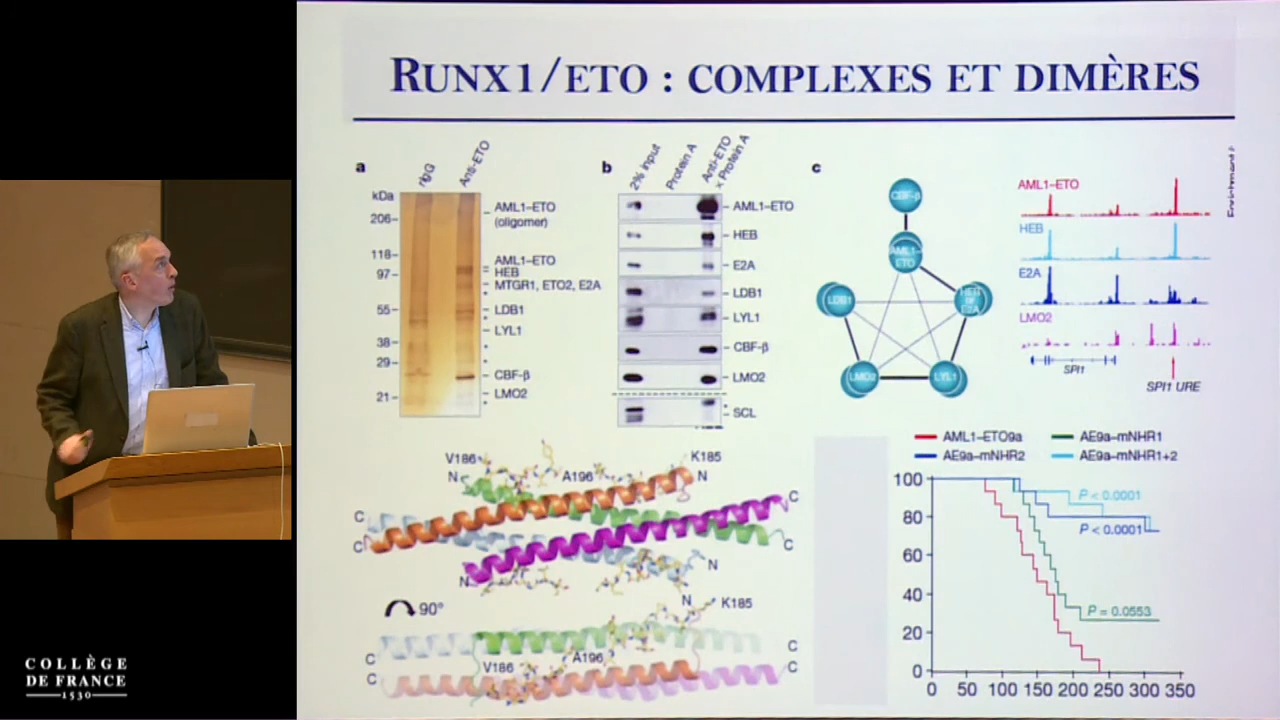 RUNX1/ETO : COMPLEXES ET DIMÈRES
a
rIgG
Anti-ETO
kDa
206
118
97
55
38
29
21
AML1–ETO
(oligomer)
AML1–ETO
HEB
MTGR1, ETO2, E2A
LDB1
LYL1
CBF-β
LMO2
b
2% input
Protein A
Anti-ETO
× Protein A
AML1–ETO
HEB
E2A
LDB1
LYL1
CBF-β
LMO2
SCL
c
CBF-β
AML1–
ETO
LDB1
HEB
or
E2A
LMO2
LYL1
AML1–ETO
HEB
E2A
LMO2
SPI1
SPI1 URE
V186
N
A196
K185
N
C
C
C
C
N
N
90°
N
K185
C
C
V186
A196
C
C
AML1–ETO9a
AE9a–mNHR1
AE9a–mNHR2
AE9a–mNHR1+2
100
80
60
40
20
0
P < 0.0001
P < 0.0001
P = 0.0553
0 50 100 150 200 250 300 350
COLLÈGE
DE FRANCE
1530